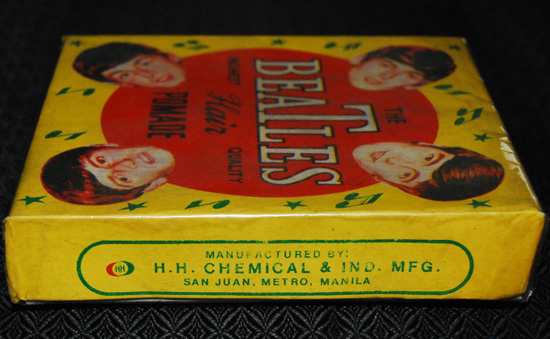 THE
BEATLES
HIGHEST Hair QUALITY
POMADE
HH
MANUFACTURED BY:
H.H. CHEMICAL & IND. MFG.
SAN JUAN, METRO, MANILA